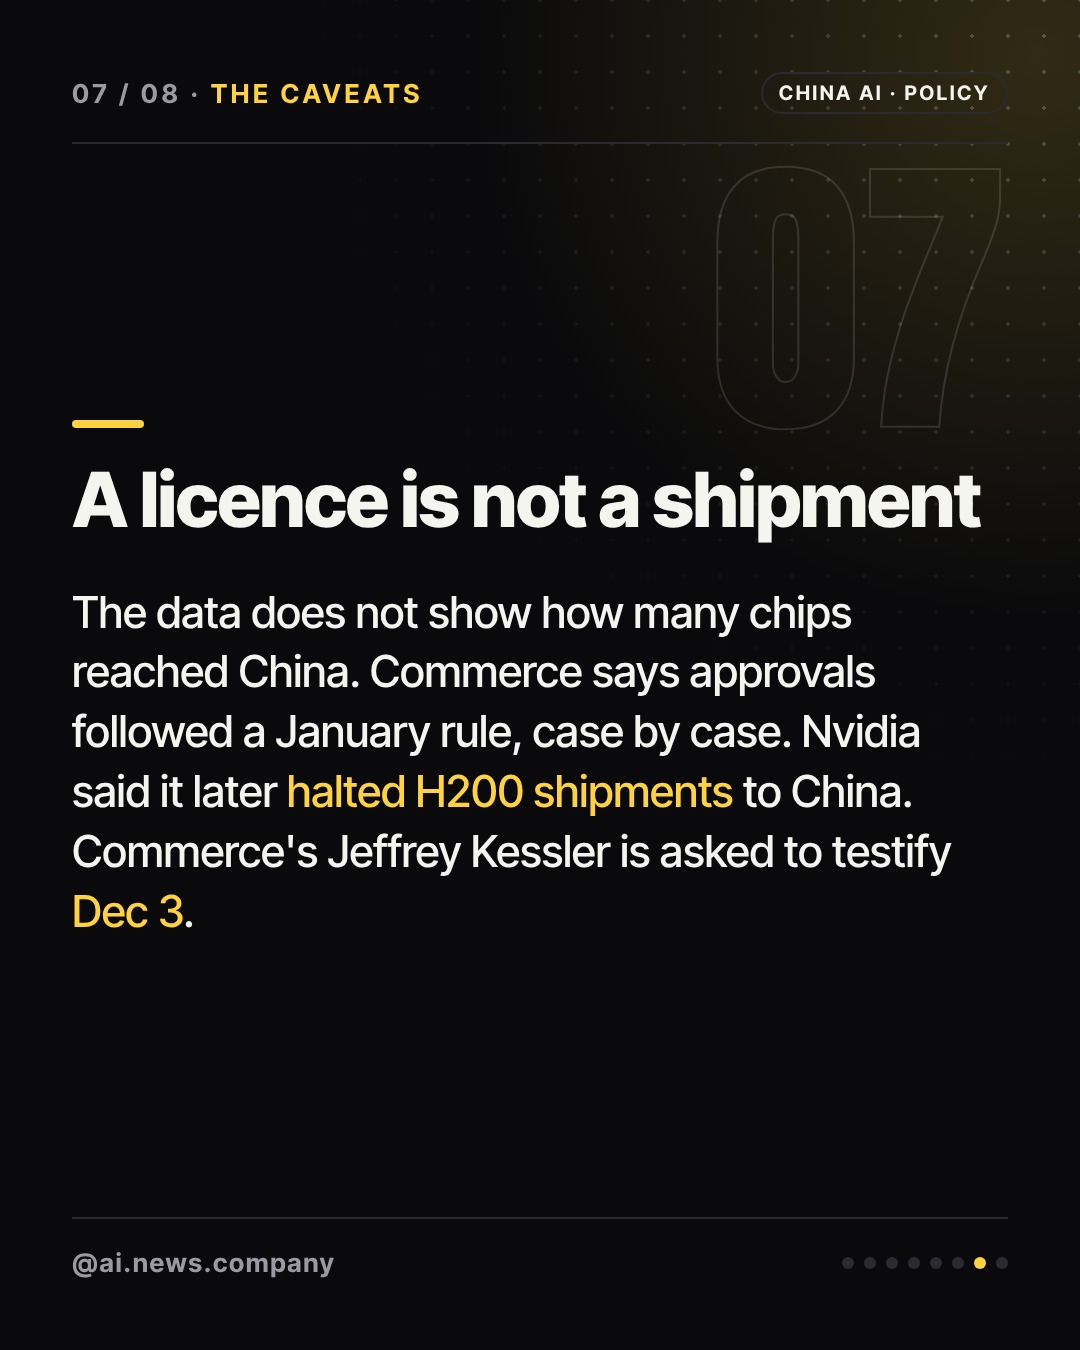 07 / 08 · THE CAVEATS
CHINA AI · POLICY
07
A licence is not a shipment
The data does not show how many chips
reached China. Commerce says approvals
followed a January rule, case by case. Nvidia
said it later halted H200 shipments to China.
Commerce's Jeffrey Kessler is asked to testify
Dec 3.
@ai.news.company